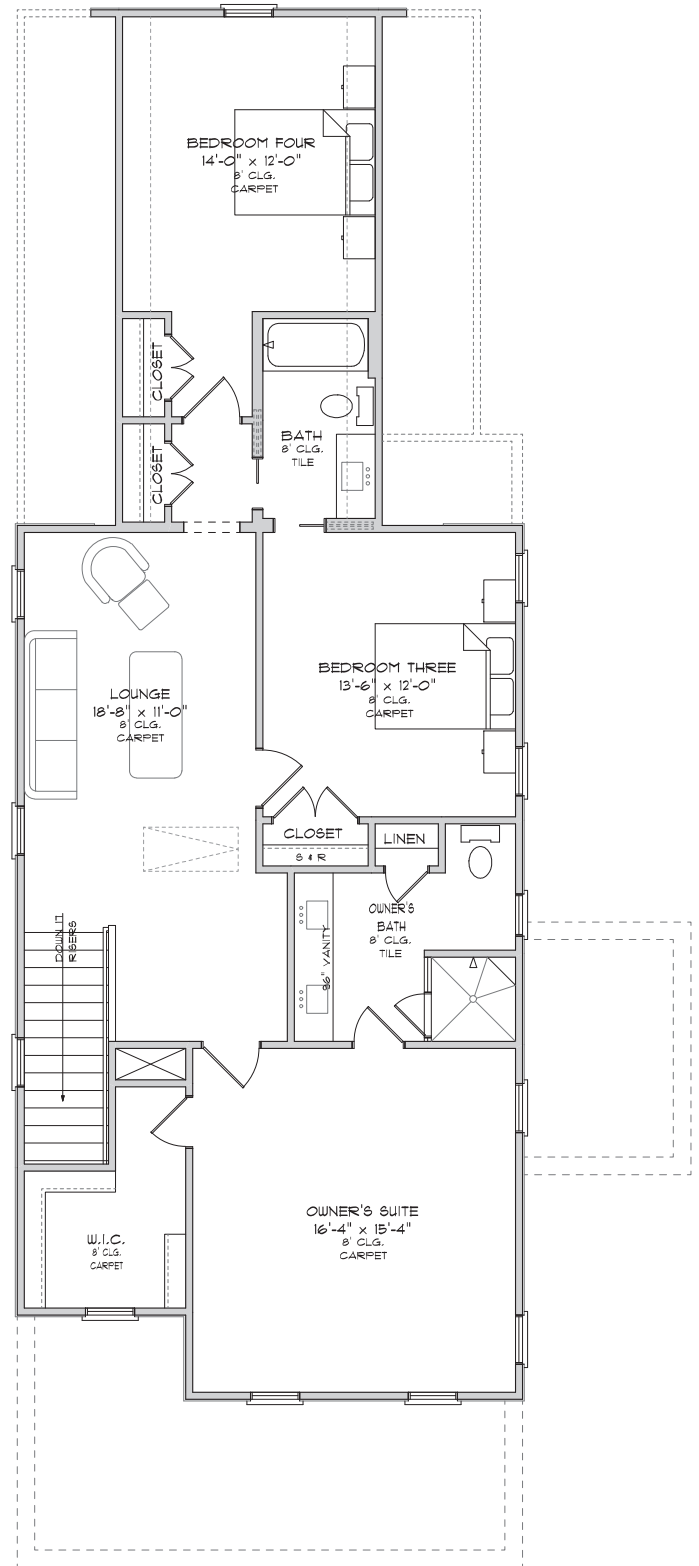 BEDROOM FOUR
14'-0" x 12'-0"
8' CLG.
CARPET
CLOSET
BATH
8' CLG.
TILE
CLOSET
BEDROOM THREE
13'-6" x 12'-0"
8' CLG.
CARPET
LOUNGE
18'-8" x 11'-0"
8' CLG.
CARPET
CLOSET
S & R
LINEN
OWNER'S
BATH
8' CLG.
TILE
96" VANITY
DOWN 17
RISERS
OWNER'S SUITE
16'-4" x 15'-4"
8' CLG.
CARPET
W.I.C.
8' CLG.
CARPET